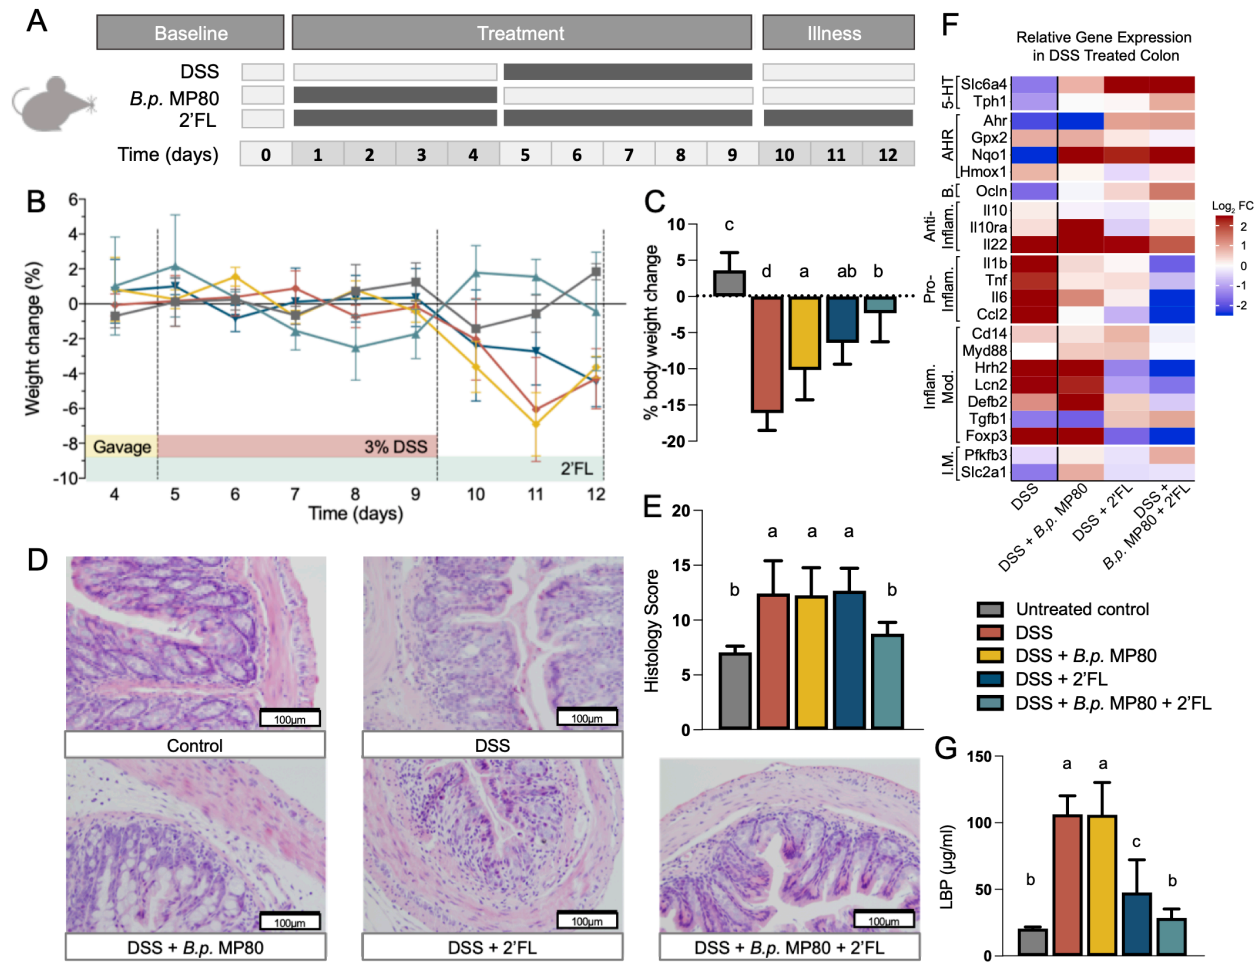 A
Baseline
Treatment
Illness
DSS
B.p. MP80
2'FL
Time (days)
0 1 2 3 4 5 6 7 8 9 10 11 12
B
Weight change (%)
6
4
2
0
-2
-4
-6
-8
-10
Gavage
3% DSS
2'FL
4 5 6 7 8 9 10 11 12
Time (days)
C
% body weight change
10
5
0
-5
-10
-15
-20
c
d
a
ab
b
D
100µm
Control
100µm
DSS
100µm
DSS + B.p. MP80
100µm
DSS + 2'FL
100µm
DSS + B.p. MP80 + 2'FL
E
Histology Score
20
15
10
5
0
b
a
a
a
b
F
Relative Gene Expression
in DSS Treated Colon
5-HT
Slc6a4
Tph1
AHR
Ahr
Gpx2
Nqo1
Hmox1
B.
Ocln
Anti-
Inflam.
Il10
Il10ra
Il22
Pro-
Inflam.
Il1b
Tnf
Il6
Ccl2
Inflam.
Mod.
Cd14
Myd88
Hrh2
Lcn2
Defb2
Tgfb1
Foxp3
I.M.
Pfkfb3
Slc2a1
DSS
DSS + B.p. MP80
DSS + 2'FL
DSS +
B.p. MP80 + 2'FL
Log2 FC
2
1
0
-1
-2
Untreated control
DSS
DSS + B.p. MP80
DSS + 2'FL
DSS + B.p. MP80 + 2'FL
G
LBP (µg/ml)
150
100
50
0
b
a
a
c
b